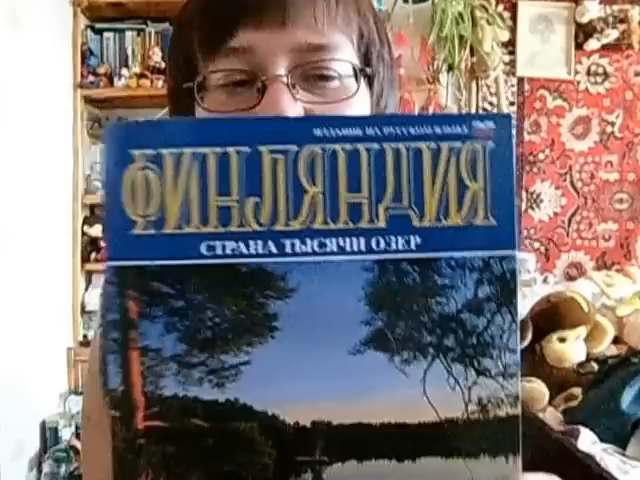 ИЗДАНИЕ НА РУССКОМ ЯЗЫКЕ
ФИНЛЯНДИЯ
СТРАНА ТЫСЯЧИ ОЗЕР